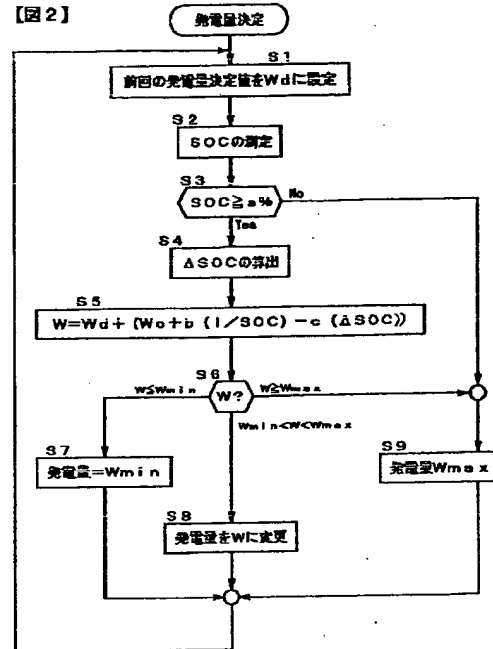 【図2】
発電量決定
S1
前回の発電量決定値をWdに設定
S2
SOCの測定
S3
SOC≧a%
No
Yes
S4
ΔSOCの算出
S5
W=Wd+(Wo+b(1/SOC)-c(ΔSOC))
S6
W≦Wmin
W?
W≧Wmax
Wmin<W<Wmax
S7
発電量=Wmin
S9
発電量Wmax
S8
発電量をWに変更